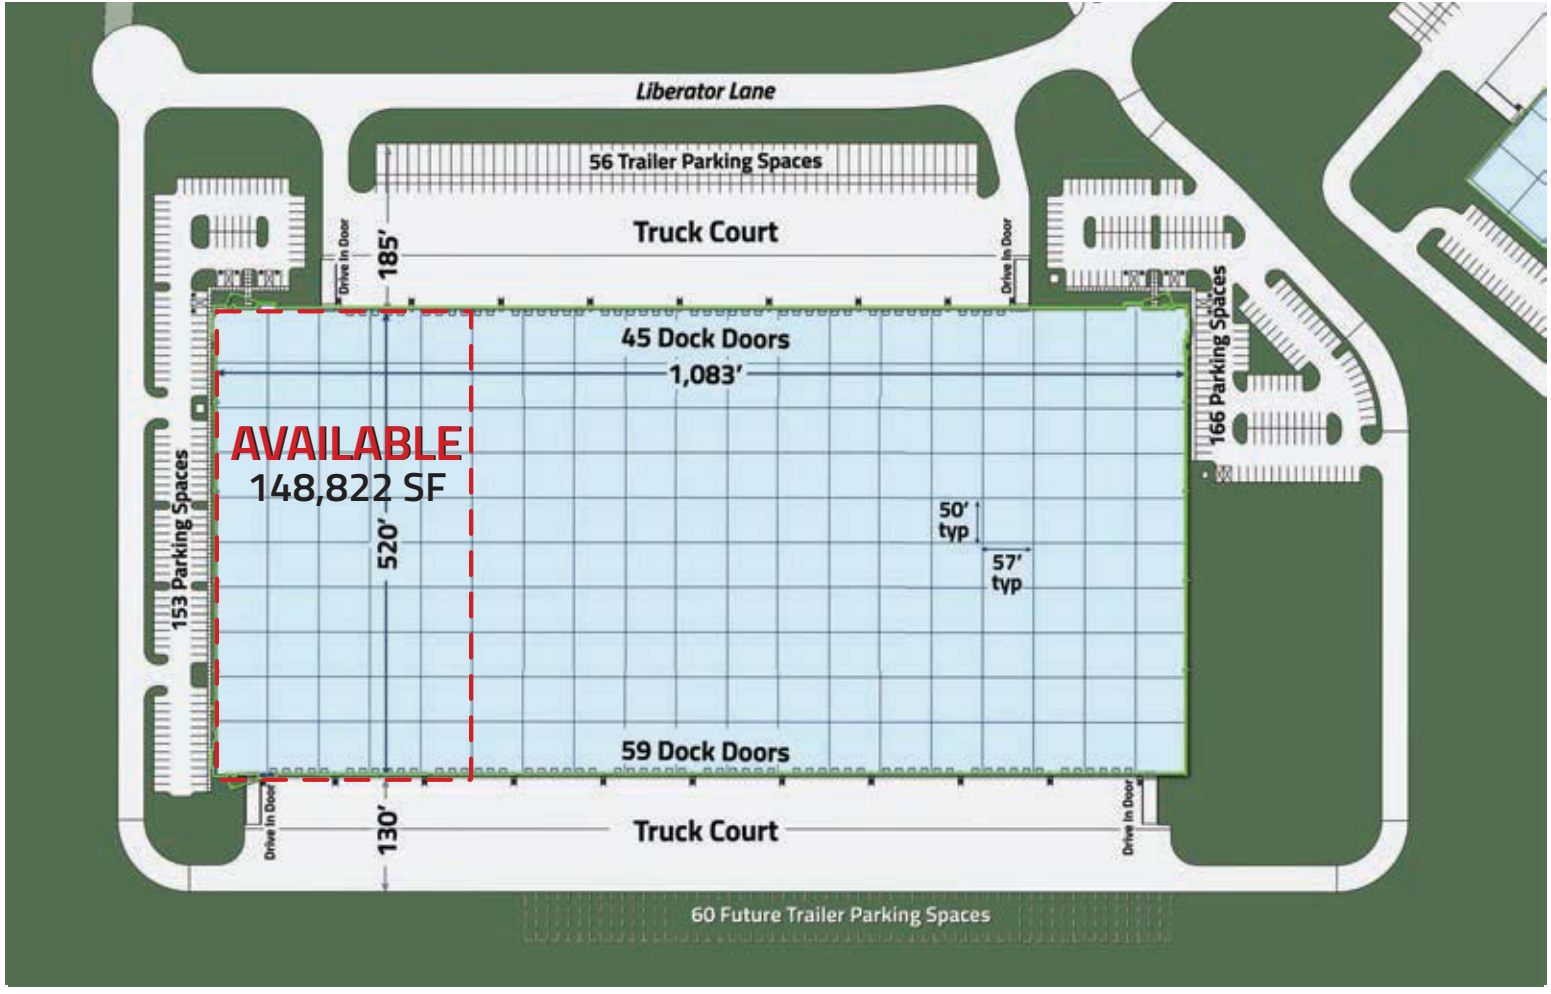 Liberator Lane
56 Trailer Parking Spaces
Truck Court
185’
Drive In Door
Drive In Door
45 Dock Doors
1,083’
AVAILABLE
148,822 SF
520’
153 Parking Spaces
166 Parking Spaces
50’
typ
57’
typ
59 Dock Doors
Drive In Door
130’
Truck Court
Drive In Door
60 Future Trailer Parking Spaces